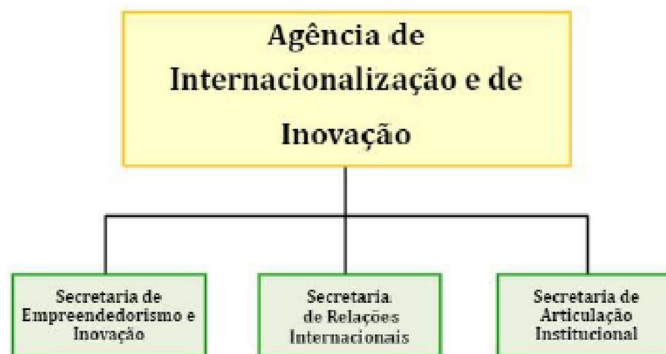 Agência de
Internacionalização e de
Inovação
Secretaria de
Empreendedorismo e
Inovação
Secretaria
de Relações
Internacionais
Secretaria de
Articulação
Institucional